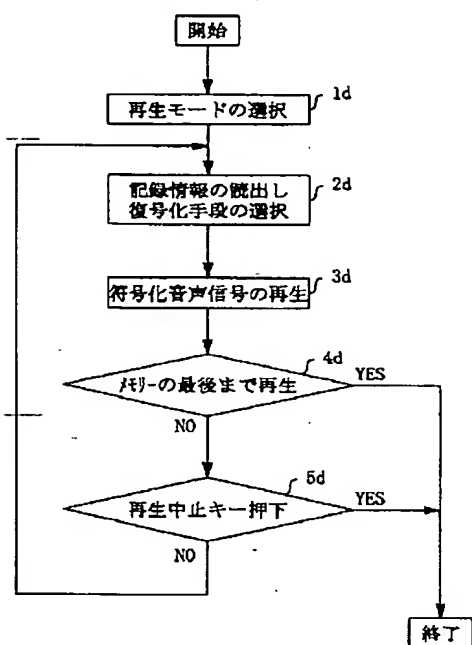 開始
1d
再生モードの選択
2d
記録情報の読出し
復号化手段の選択
3d
符号化音声信号の再生
4d
メモリーの最後まで再生
YES
NO
5d
再生中止キー押下
YES
NO
終了